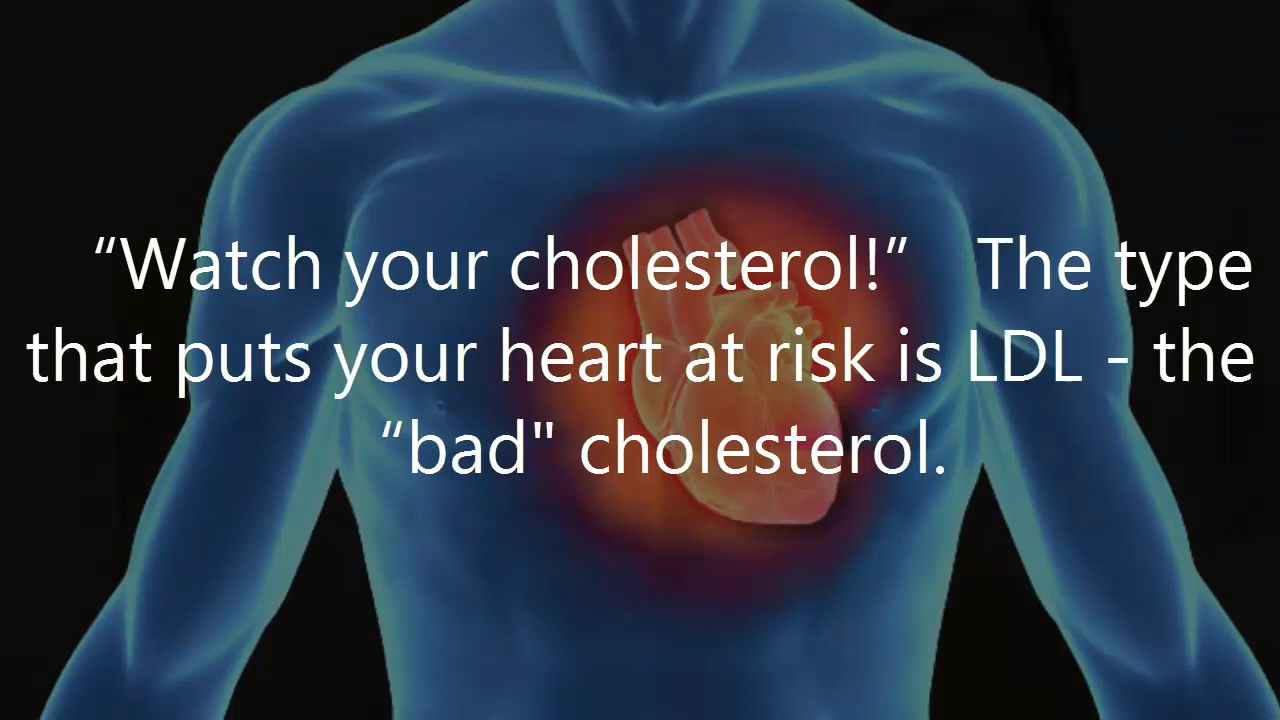 “Watch your cholesterol!”   The type
that puts your heart at risk is LDL - the
“bad" cholesterol.